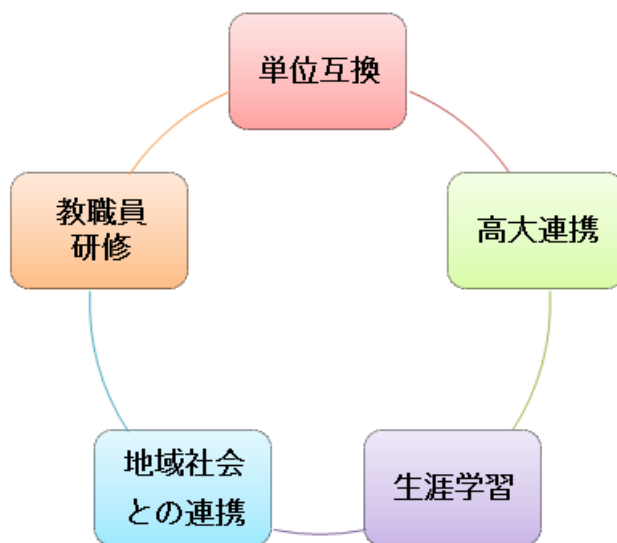 単位互換
高大連携
生涯学習
地域社会
との連携
教職員
研修